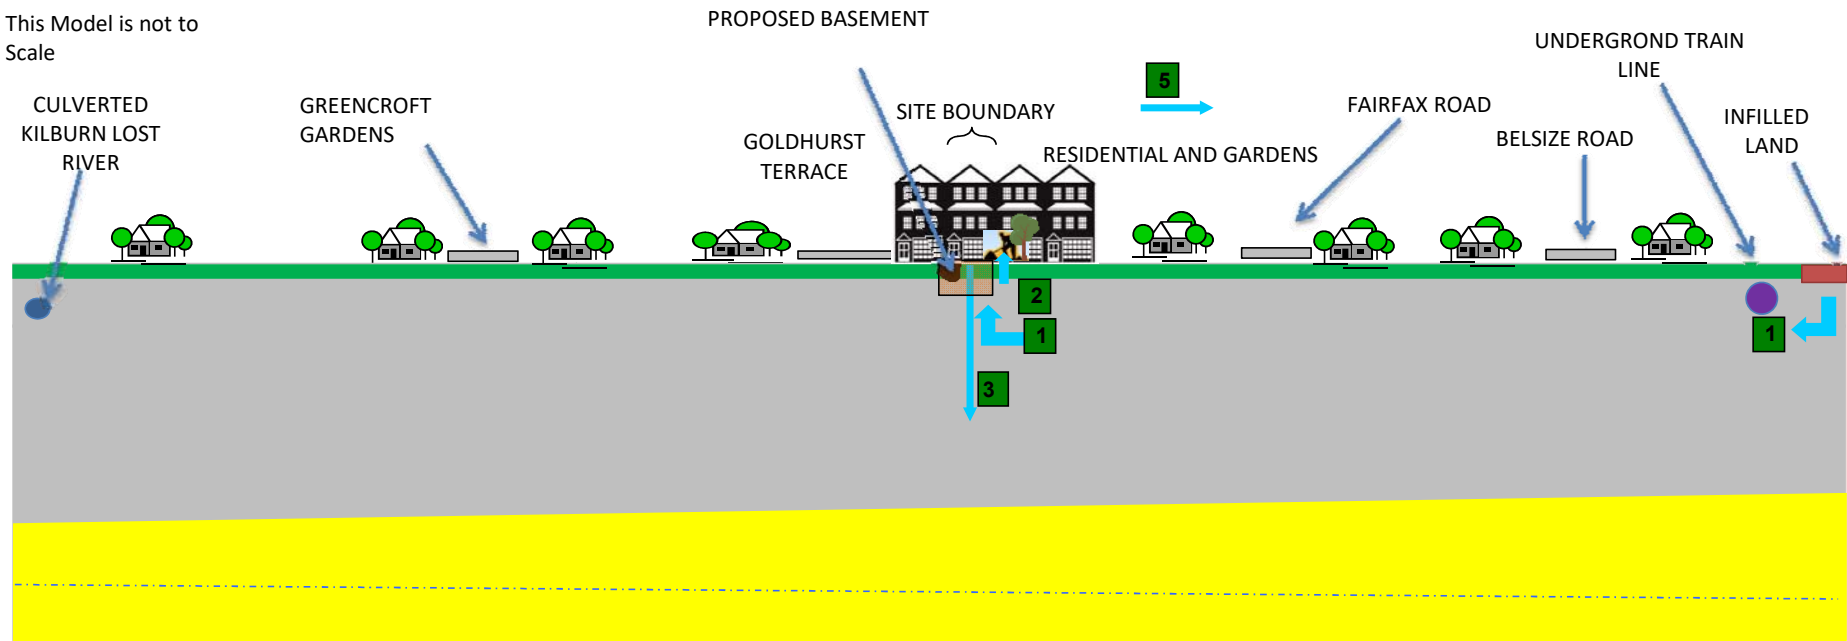 This Model is not to
Scale
PROPOSED BASEMENT
UNDERGROND TRAIN
LINE
CULVERTED
KILBURN LOST
RIVER
GREENCROFT
GARDENS
GOLDHURST
TERRACE
SITE BOUNDARY
5
RESIDENTIAL AND GARDENS
FAIRFAX ROAD
BELSIZE ROAD
INFILLED
LAND
2
1
3
1